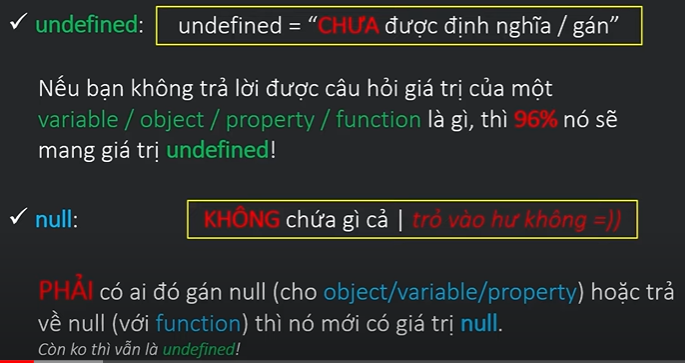 ✓ undefined: undefined = “CHƯA được định nghĩa / gán”
Nếu bạn không trả lời được câu hỏi giá trị của một
variable / object / property / function là gì, thì 96% nó sẽ
mang giá trị undefined!
✓ null: KHÔNG chứa gì cả | trỏ vào hư không =))
PHẢI có ai đó gán null (cho object/variable/property) hoặc trả
về null (với function) thì nó mới có giá trị null.
Còn ko thì vẫn là undefined!